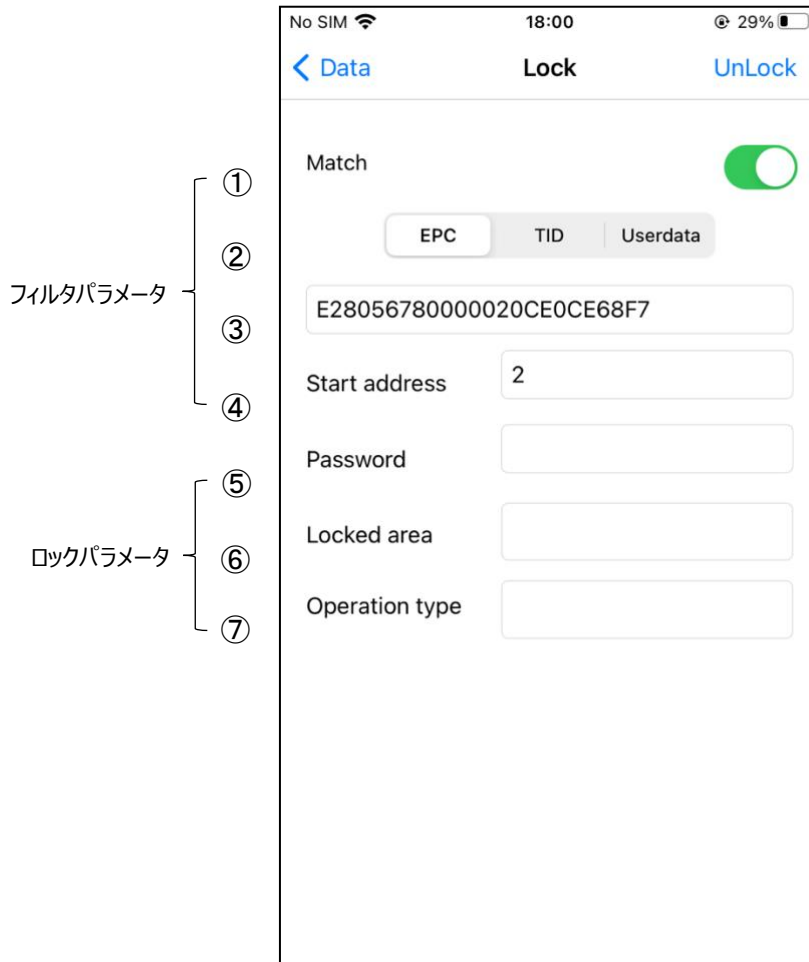 No SIM 18:00 29%
Data Lock UnLock
① Match
② EPC TID Userdata
フィルタパラメータ
③ E28056780000020CE0CE68F7
④ Start address 2
⑤ Password
ロックパラメータ ⑥ Locked area
⑦ Operation type